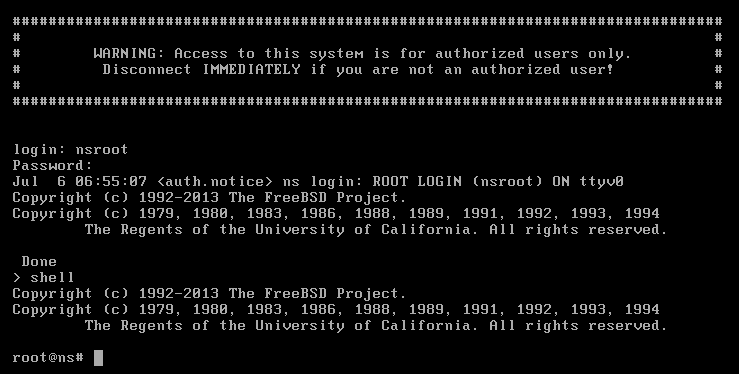 ##############################################################################
#                                                                            #
#        WARNING: Access to this system is for authorized users only.         #
#         Disconnect IMMEDIATELY if you are not an authorized user!           #
#                                                                            #
##############################################################################
login: nsroot
Password:
Jul  6 06:55:07 <auth.notice> ns login: ROOT LOGIN (nsroot) ON ttyv0
Copyright (c) 1992-2013 The FreeBSD Project.
Copyright (c) 1979, 1980, 1983, 1986, 1988, 1989, 1991, 1992, 1993, 1994
        The Regents of the University of California. All rights reserved.
 Done
> shell
Copyright (c) 1992-2013 The FreeBSD Project.
Copyright (c) 1979, 1980, 1983, 1986, 1988, 1989, 1991, 1992, 1993, 1994
        The Regents of the University of California. All rights reserved.
root@ns#